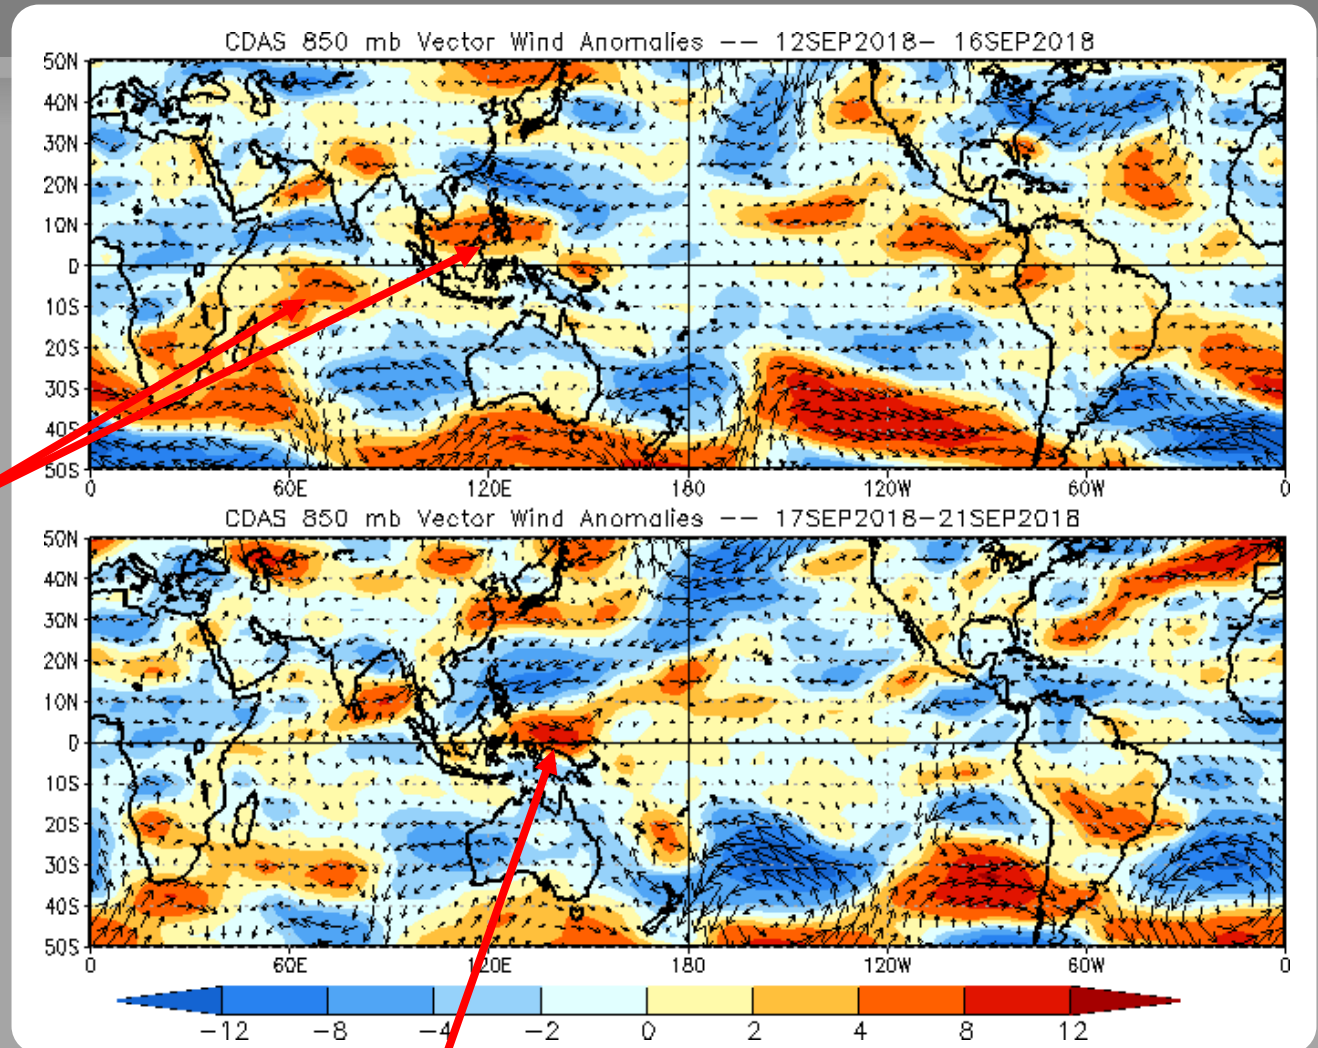 CDAS 850 mb Vector Wind Anomalies -- 12SEP2018- 16SEP2018
50N
40N
30N
20N
10N
0
10S
20S
30S
40S
50S
0 60E 120E 180 120W 60W 0
CDAS 850 mb Vector Wind Anomalies -- 17SEP2018-21SEP2018
50N
40N
30N
20N
10N
0
10S
20S
30S
40S
50S
0 60E 120E 180 120W 60W 0
-12 -8 -4 -2 0 2 4 8 12